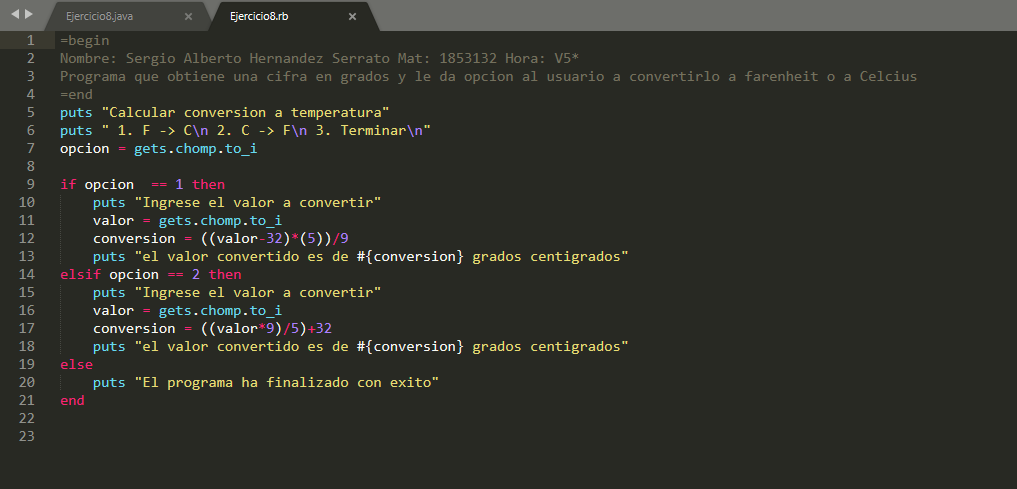 Ejercicio8.java × Ejercicio8.rb ×
1 =begin
2 Nombre: Sergio Alberto Hernandez Serrato Mat: 1853132 Hora: V5*
3 Programa que obtiene una cifra en grados y le da opcion al usuario a convertirlo a farenheit o a Celcius
4 =end
5 puts "Calcular conversion a temperatura"
6 puts " 1. F -> C\n 2. C -> F\n 3. Terminar\n"
7 opcion = gets.chomp.to_i
8
9 if opcion  == 1 then
10     puts "Ingrese el valor a convertir"
11     valor = gets.chomp.to_i
12     conversion = ((valor-32)*(5))/9
13     puts "el valor convertido es de #{conversion} grados centigrados"
14 elsif opcion == 2 then
15     puts "Ingrese el valor a convertir"
16     valor = gets.chomp.to_i
17     conversion = ((valor*9)/5)+32
18     puts "el valor convertido es de #{conversion} grados centigrados"
19 else
20     puts "El programa ha finalizado con exito"
21 end
22
23